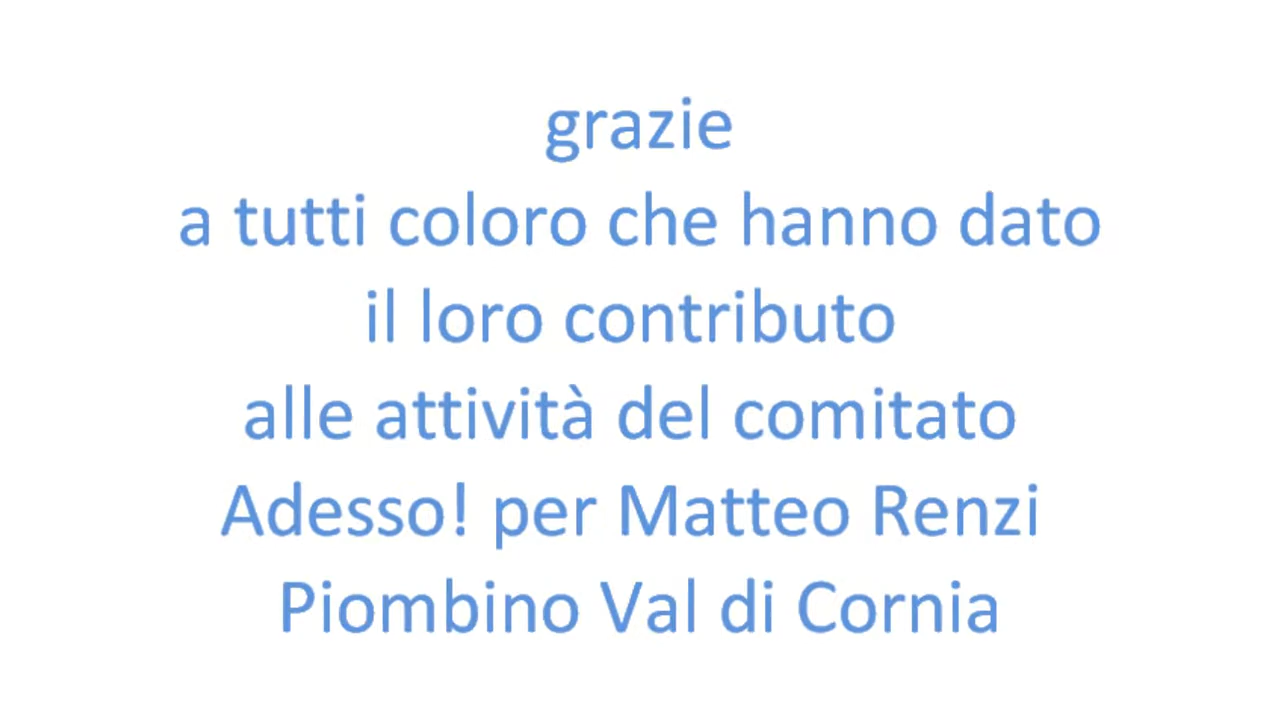 grazie
a tutti coloro che hanno dato
il loro contributo
alle attività del comitato
Adesso! per Matteo Renzi
Piombino Val di Cornia